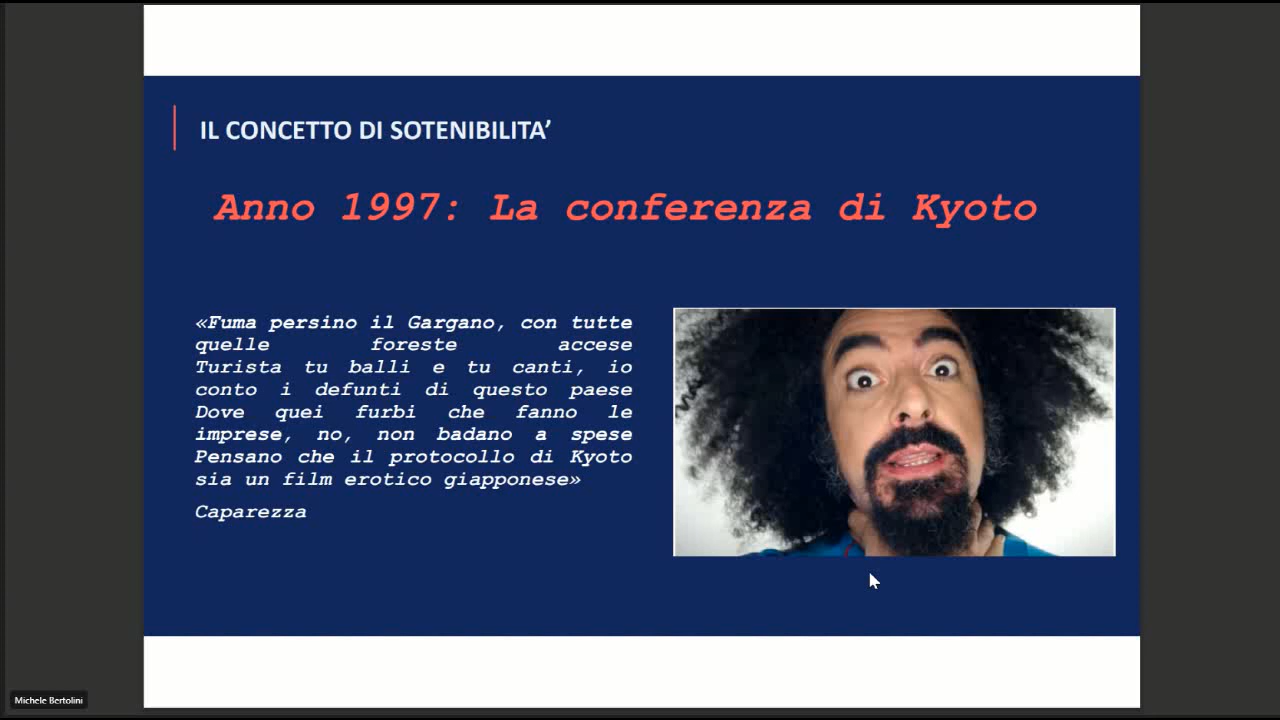 IL CONCETTO DI SOTENIBILITA’
Anno 1997: La conferenza di Kyoto
«Fuma persino il Gargano, con tutte
quelle foreste accese
Turista tu balli e tu canti, io
conto i defunti di questo paese
Dove quei furbi che fanno le
imprese, no, non badano a spese
Pensano che il protocollo di Kyoto
sia un film erotico giapponese»
Caparezza
Michele Bertolini